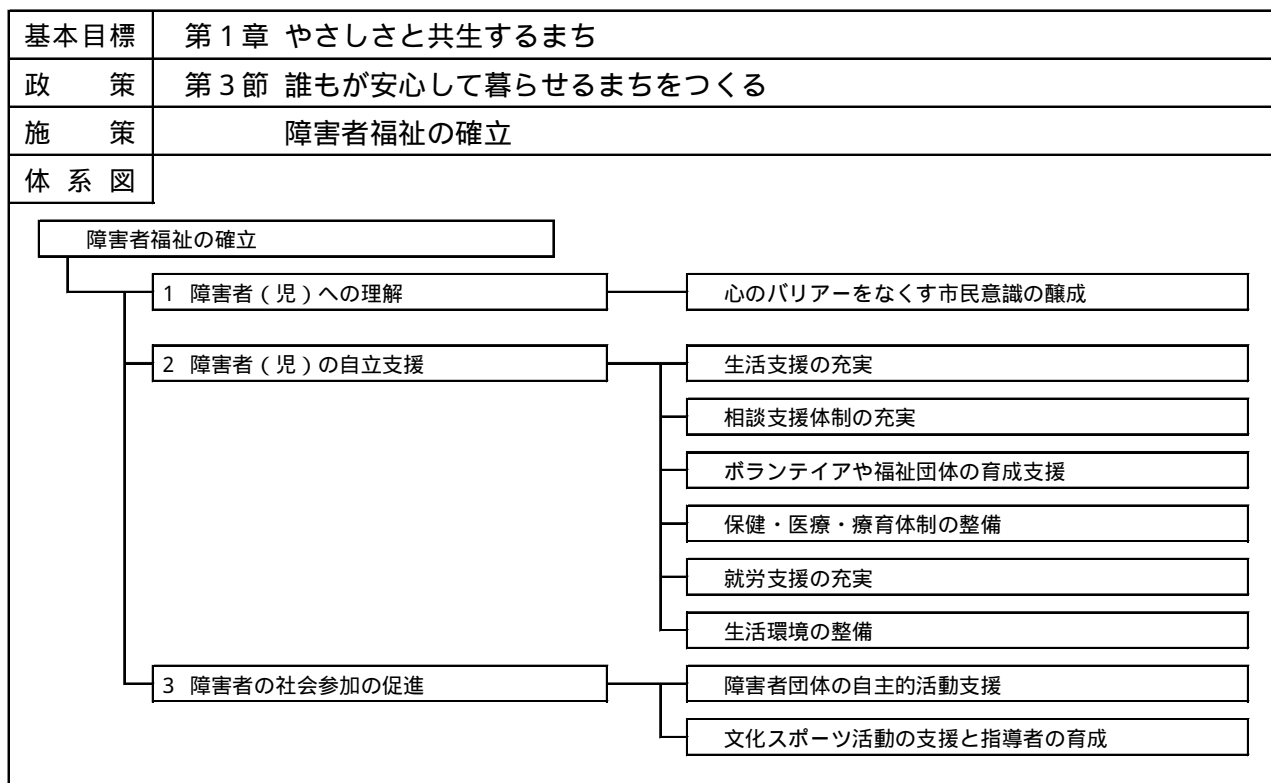 基本目標 第１章 やさしさと共生するまち
政　　策 第３節 誰もが安心して暮らせるまちをつくる
施　　策 障害者福祉の確立
体 系 図
障害者福祉の確立
1 障害者（児）への理解 心のバリアーをなくす市民意識の醸成
2 障害者（児）の自立支援 生活支援の充実
相談支援体制の充実
ボランテイアや福祉団体の育成支援
保健・医療・療育体制の整備
就労支援の充実
生活環境の整備
3 障害者の社会参加の促進 障害者団体の自主的活動支援
文化スポーツ活動の支援と指導者の育成